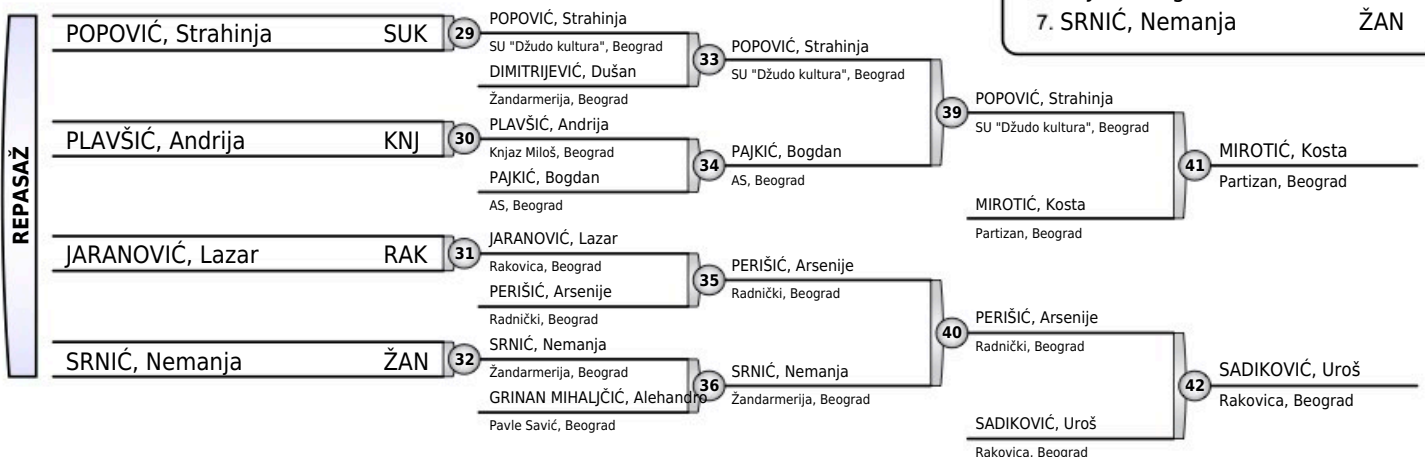 7. SRNIĆ, Nemanja ŽAN
REPASAŽ
POPOVIĆ, Strahinja SUK
PLAVŠIĆ, Andrija KNJ
JARANOVIĆ, Lazar RAK
SRNIĆ, Nemanja ŽAN
29
POPOVIĆ, Strahinja
SU "Džudo kultura", Beograd
DIMITRIJEVIĆ, Dušan
Žandarmerija, Beograd
30
PLAVŠIĆ, Andrija
Knjaz Miloš, Beograd
PAJKIĆ, Bogdan
AS, Beograd
31
JARANOVIĆ, Lazar
Rakovica, Beograd
PERIŠIĆ, Arsenije
Radnički, Beograd
32
SRNIĆ, Nemanja
Žandarmerija, Beograd
GRINAN MIHALJČIĆ, Alehandro
Pavle Savić, Beograd
33
POPOVIĆ, Strahinja
SU "Džudo kultura", Beograd
34
PAJKIĆ, Bogdan
AS, Beograd
35
PERIŠIĆ, Arsenije
Radnički, Beograd
36
SRNIĆ, Nemanja
Žandarmerija, Beograd
39
POPOVIĆ, Strahinja
SU "Džudo kultura", Beograd
MIROTIĆ, Kosta
Partizan, Beograd
40
PERIŠIĆ, Arsenije
Radnički, Beograd
SADIKOVIĆ, Uroš
Rakovica, Beograd
41
MIROTIĆ, Kosta
Partizan, Beograd
42
SADIKOVIĆ, Uroš
Rakovica, Beograd